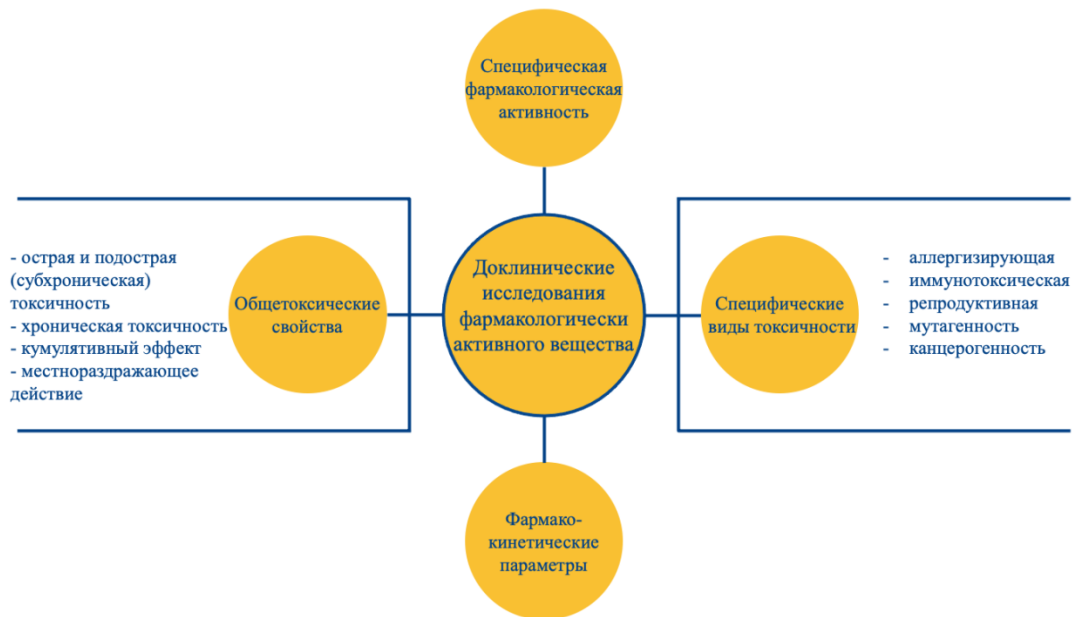 Специфическая
фармакологическая
активность
- острая и подострая
(субхроническая)
токсичность
- хроническая токсичность
- кумулятивный эффект
- местнораздражающее
действие
Общетоксические
свойства
Доклинические
исследования
фармакологически
активного вещества
Специфические
виды токсичности
- аллергизирующая
- иммунотоксическая
- репродуктивная
- мутагенность
- канцерогенность
Фармако-
кинетические
параметры